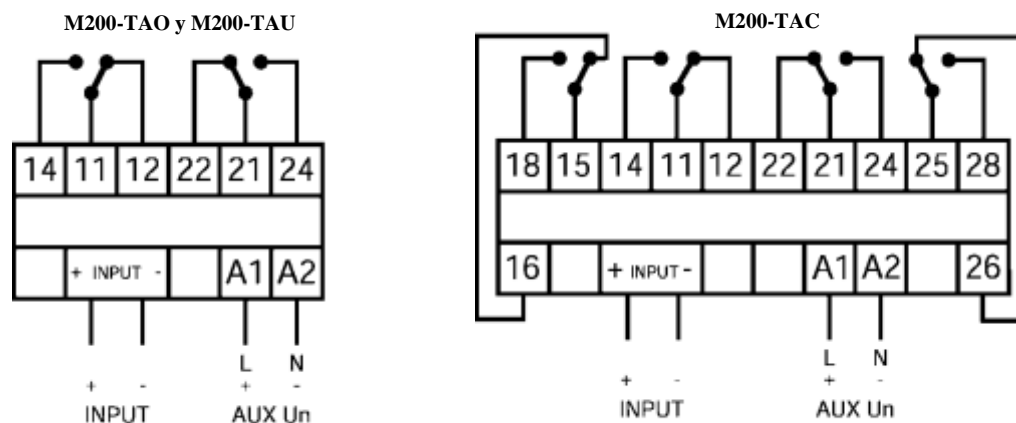 M200-TAO y M200-TAU
14 11 12 22 21 24
+ INPUT - A1 A2
L N
+ - + -
INPUT AUX Un
M200-TAC
18 15 14 11 12 22 21 24 25 28
16 + INPUT - A1 A2 26
L N
+ - + -
INPUT AUX Un